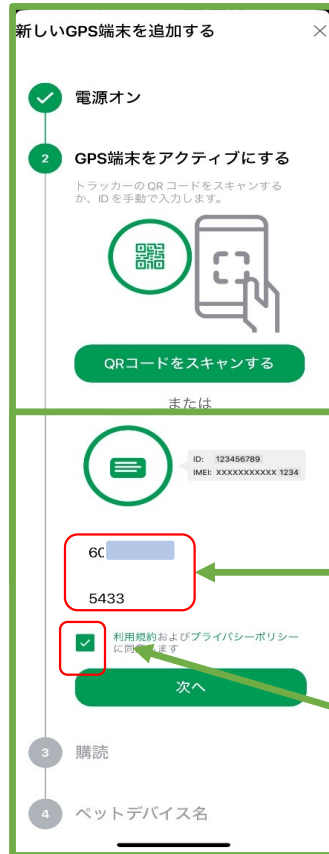 新しいGPS端末を追加する
電源オン
2
GPS端末をアクティブにする
トラッカーの QR コードをスキャンする
か、ID を手動で入力します。
QRコードをスキャンする
または
ID: 123456789
IMEI: XXXXXXXXXXX 1234
60
5433
利用規約およびプライバシーポリシー
に同意します
次へ
3
購読
4
ペットデバイス名